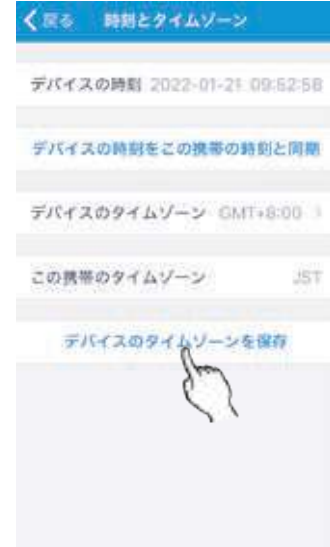 戻る 時刻とタイムゾーン
デバイスの時刻 2022-01-21 09:52:58
デバイスの時刻をこの携帯の時刻と同期
デバイスのタイムゾーン GMT+8:00
この携帯のタイムゾーン JST
デバイスのタイムゾーンを保存